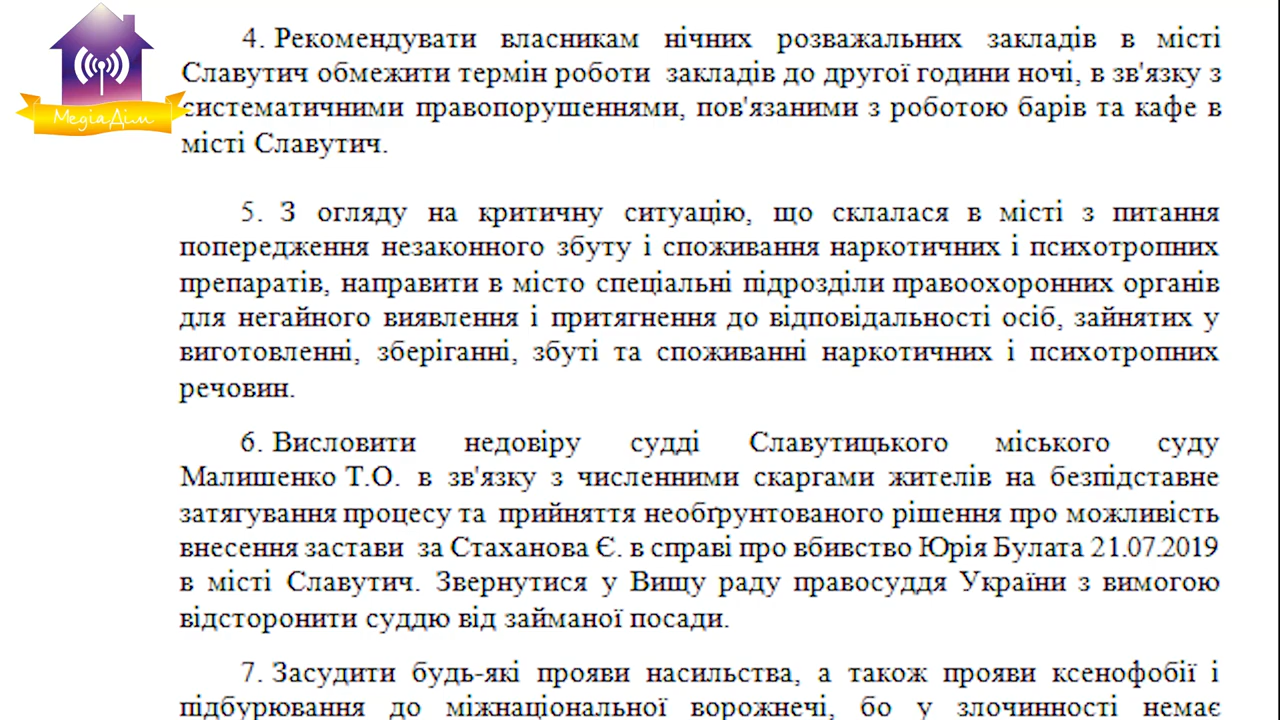 МедіаДім
4. Рекомендувати власникам нічних розважальних закладів в місті
Славутич обмежити термін роботи закладів до другої години ночі, в зв'язку з
систематичними правопорушеннями, пов'язаними з роботою барів та кафе в
місті Славутич.
5. З огляду на критичну ситуацію, що склалася в місті з питання
попередження незаконного збуту і споживання наркотичних і психотропних
препаратів, направити в місто спеціальні підрозділи правоохоронних органів
для негайного виявлення і притягнення до відповідальності осіб, зайнятих у
виготовленні, зберіганні, збуті та споживанні наркотичних і психотропних
речовин.
6. Висловити недовіру судді Славутицького міського суду
Малишенко Т.О. в зв'язку з численними скаргами жителів на безпідставне
затягування процесу та прийняття необґрунтованого рішення про можливість
внесення застави за Стаханова Є. в справі про вбивство Юрія Булата 21.07.2019
в місті Славутич. Звернутися у Вищу раду правосуддя України з вимогою
відсторонити суддю від займаної посади.
7. Засудити будь-які прояви насильства, а також прояви ксенофобії і
підбурювання до міжнаціональної ворожнечі, бо у злочинності немає